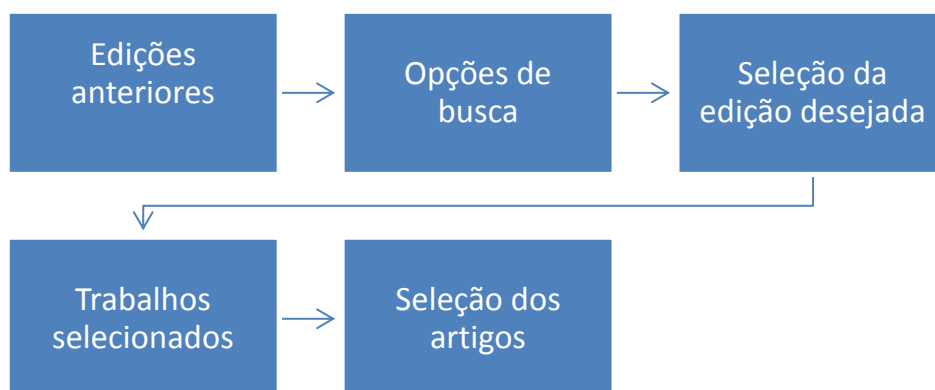 Edições
anteriores
Opções de
busca
Seleção da
edição desejada
Trabalhos
selecionados
Seleção dos
artigos